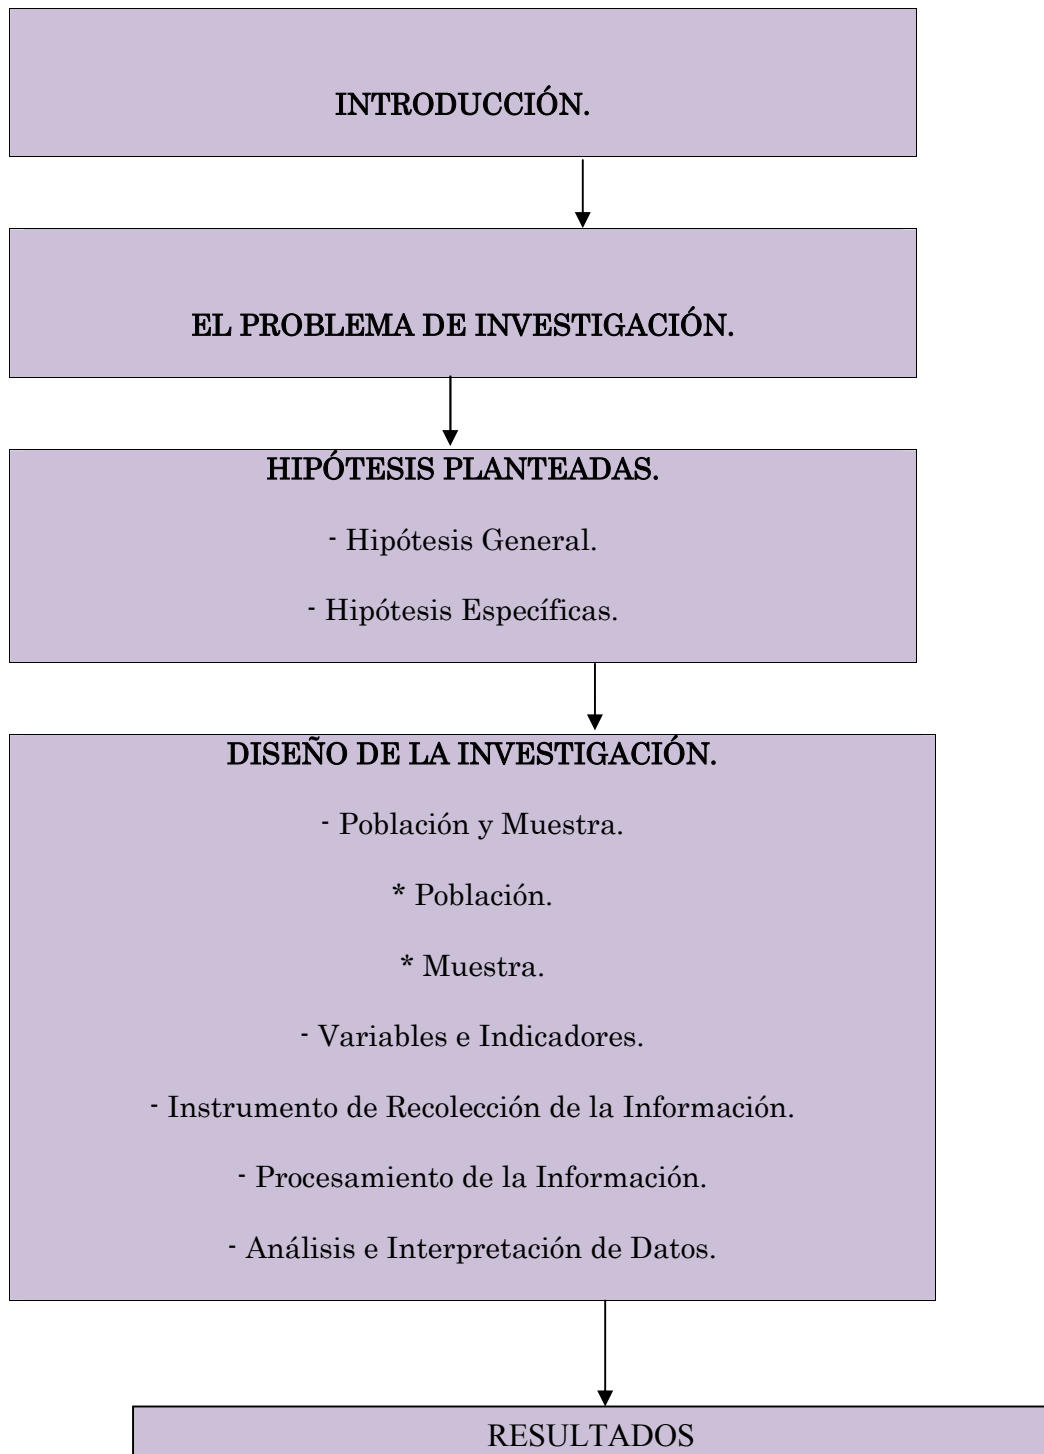 INTRODUCCIÓN.
EL PROBLEMA DE INVESTIGACIÓN.
HIPÓTESIS PLANTEADAS.
- Hipótesis General.
- Hipótesis Específicas.
DISEÑO DE LA INVESTIGACIÓN.
- Población y Muestra.
* Población.
* Muestra.
- Variables e Indicadores.
- Instrumento de Recolección de la Información.
- Procesamiento de la Información.
- Análisis e Interpretación de Datos.
RESULTADOS